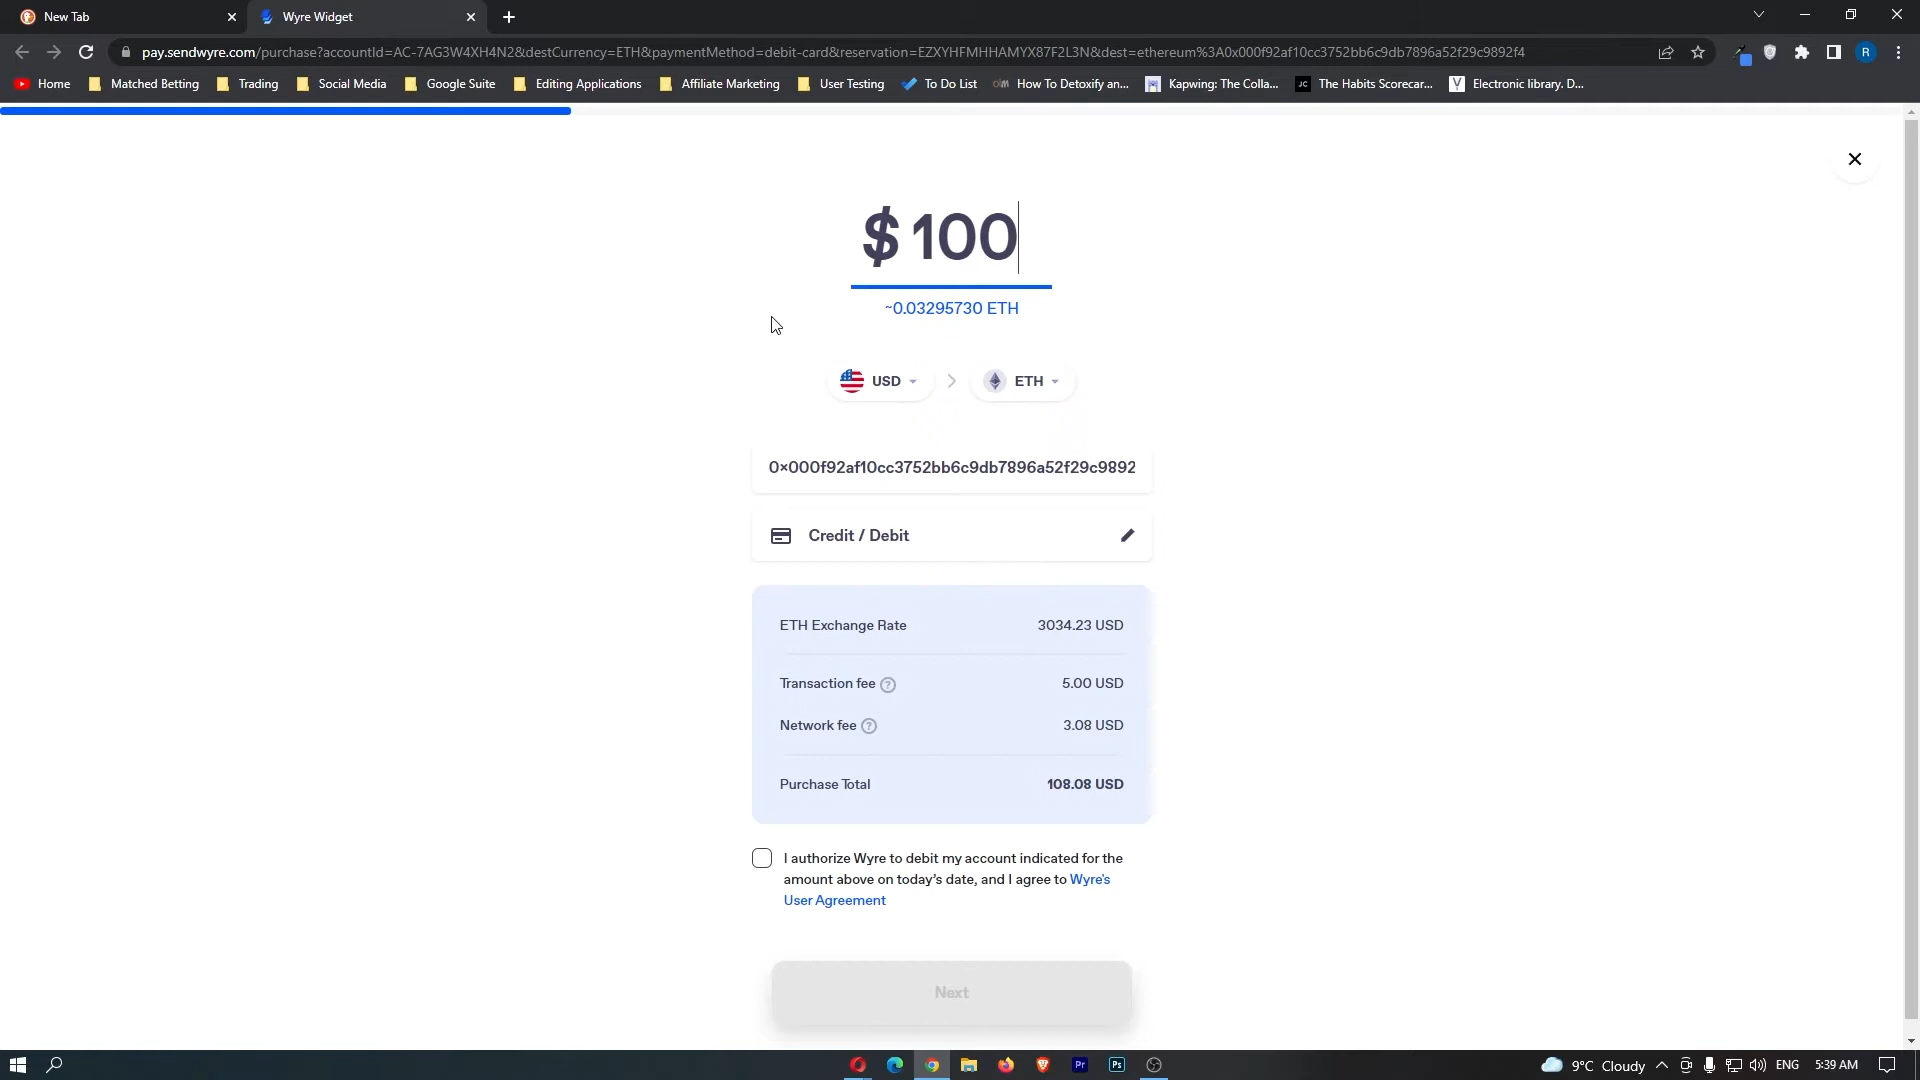 New Tab
Wyre Widget
pay.sendwyre.com/purchase?accountId=AC-7AG3W4XH4N2&destCurrency=ETH&paymentMethod=debit-card&reservation=EZXYHFMHHAMYX87F2L3N&dest=ethereum%3A0x000f92af10cc3752bb6c9db7896a52f29c9892f4
R
Home Matched Betting Trading Social Media Google Suite Editing Applications Affiliate Marketing User Testing To Do List How To Detoxify an... Kapwing: The Colla... JC The Habits Scorecar... Electronic library. D...
$ 100
~0.03295730 ETH
USD > ETH
0×000f92af10cc3752bb6c9db7896a52f29c9892
Credit / Debit
ETH Exchange Rate 3034.23 USD
Transaction fee ? 5.00 USD
Network fee ? 3.08 USD
Purchase Total 108.08 USD
I authorize Wyre to debit my account indicated for the
amount above on today's date, and I agree to Wyre's
User Agreement
Next
Pr Ps 9°C Cloudy ENG 5:39 AM